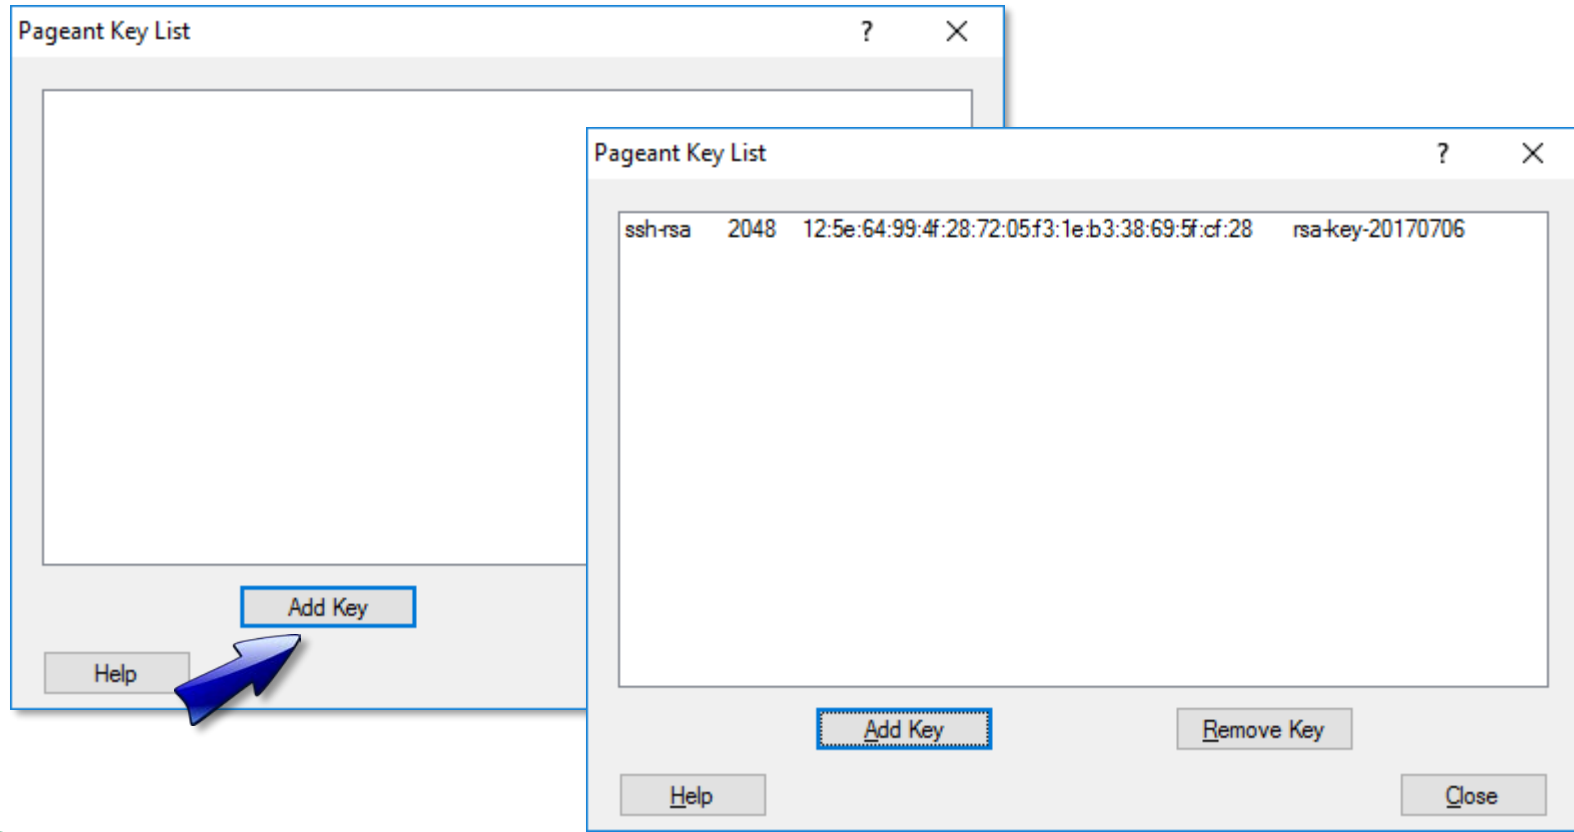 Pageant Key List ?
Add Key
Help
Pageant Key List ?
ssh-rsa 2048 12:5e:64:99:4f:28:72:05:f3:1e:b3:38:69:5f:cf:28 rsa-key-20170706
Add Key Remove Key
Help Close